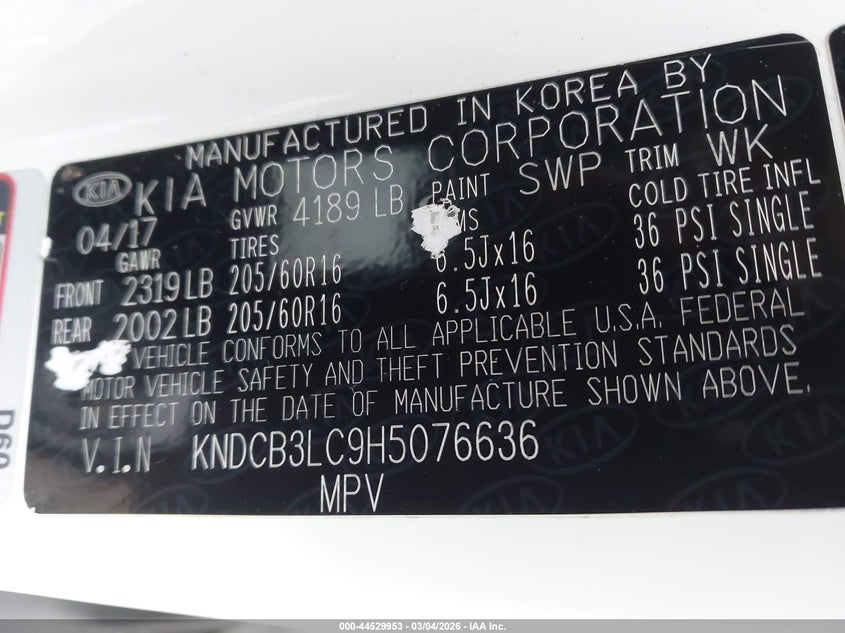 MANUFACTURED IN KOREA BY
KIA KIA MOTORS CORPORATION
04/17 GVWR 4189 LB PAINT SWP TRIM WK
GAWR TIRES COLD TIRE INFL
FRONT 2319 LB 205/60R16 6.5Jx16 36 PSI SINGLE
REAR 2002 LB 205/60R16 6.5Jx16 36 PSI SINGLE
VEHICLE CONFORMS TO ALL APPLICABLE U.S.A. FEDERAL
MOTOR VEHICLE SAFETY AND THEFT PREVENTION STANDARDS
IN EFFECT ON THE DATE OF MANUFACTURE SHOWN ABOVE.
V.I.N KNDCB3LC9H5076636
MPV
D60
000-44529953 - 03/04/2026 - IAA Inc.